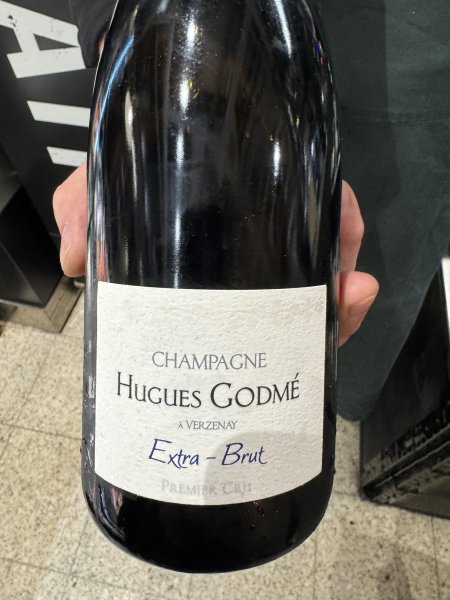 CHAMPAGNE
HUGUES GODMÉ
À VERZENAY
Extra - Brut
PREMIER CRU